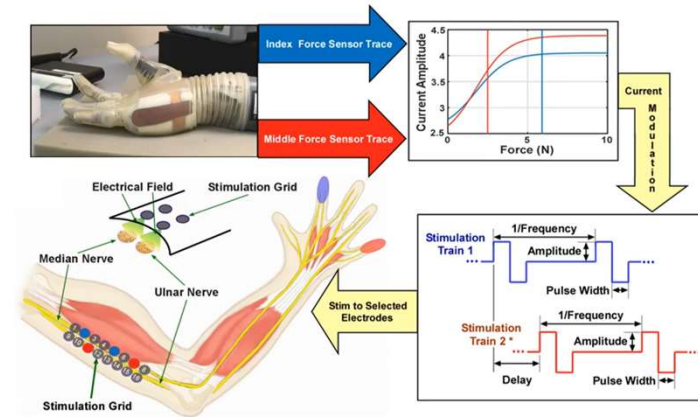 Index Force Sensor Trace
Middle Force Sensor Trace
Current Amplitude
4.5
4
3.5
3
2.5
0
5
10
Force (N)
Current
Modulation
Electrical Field
Stimulation Grid
Median Nerve
Ulnar Nerve
Stimulation Grid
Stim to Selected
Electrodes
1/Frequency
Stimulation
Train 1
Amplitude
Pulse Width
1/Frequency
Stimulation
Train 2 *
Amplitude
Delay
Pulse Width